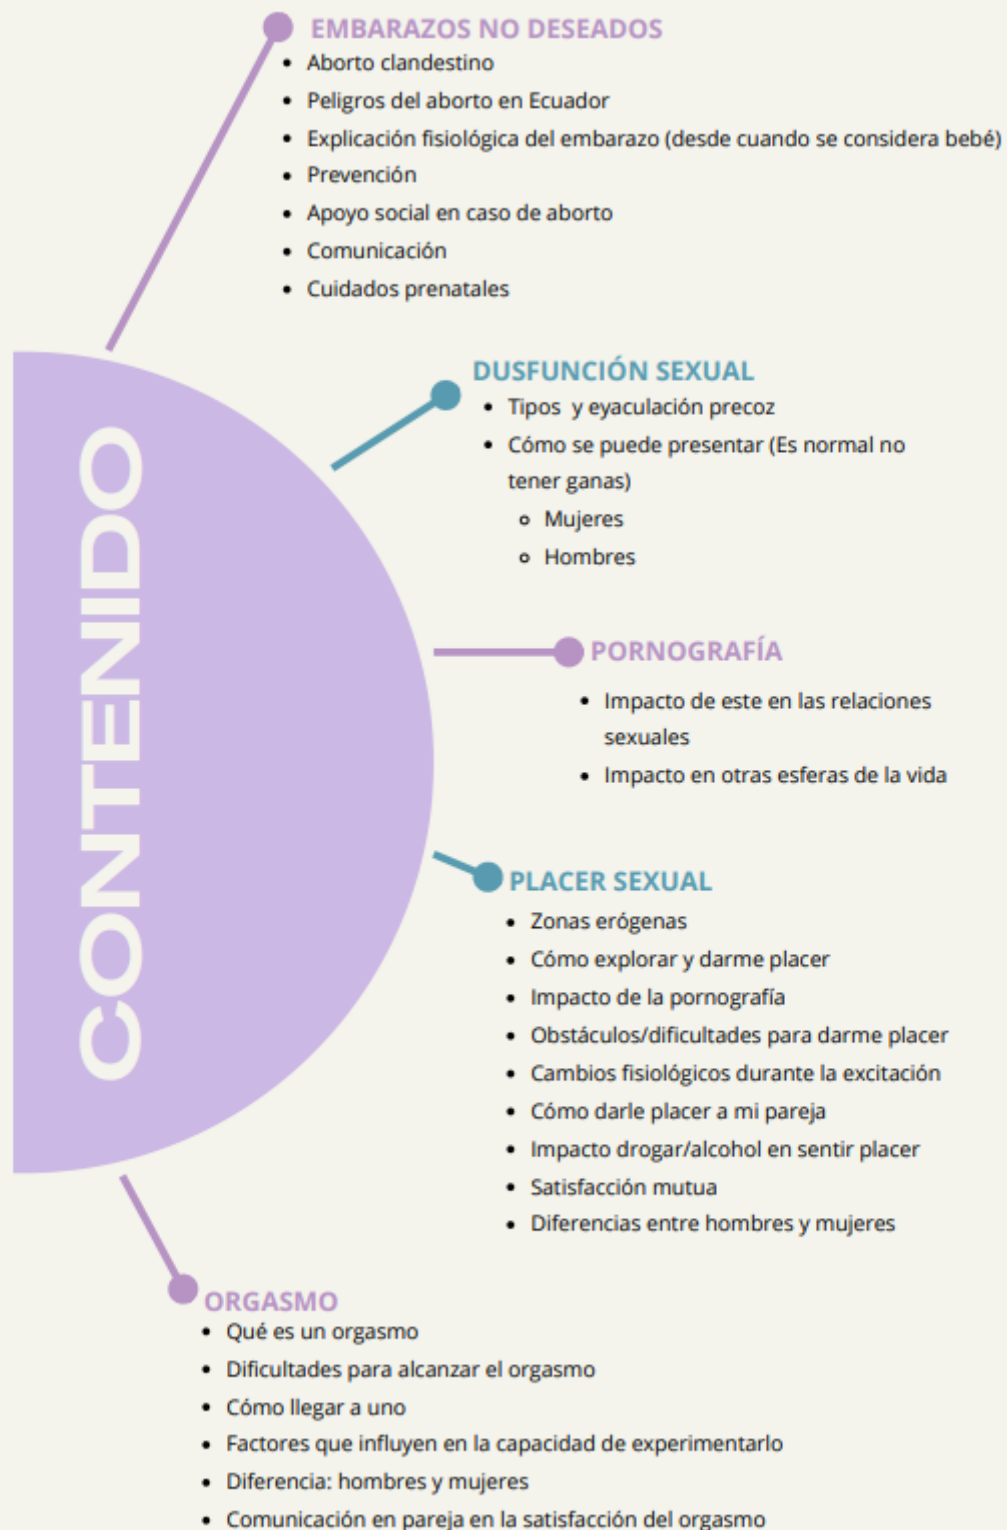 EMBARAZOS NO DESEADOS
• Aborto clandestino
• Peligros del aborto en Ecuador
• Explicación fisiológica del embarazo (desde cuando se considera bebé)
• Prevención
• Apoyo social en caso de aborto
• Comunicación
• Cuidados prenatales
CONTENIDO
DUSFUNCIÓN SEXUAL
• Tipos y eyaculación precoz
• Cómo se puede presentar (Es normal no
tener ganas)
◦ Mujeres
◦ Hombres
PORNOGRAFÍA
• Impacto de este en las relaciones
sexuales
• Impacto en otras esferas de la vida
PLACER SEXUAL
• Zonas erógenas
• Cómo explorar y darme placer
• Impacto de la pornografía
• Obstáculos/dificultades para darme placer
• Cambios fisiológicos durante la excitación
• Cómo darle placer a mi pareja
• Impacto drogar/alcohol en sentir placer
• Satisfacción mutua
• Diferencias entre hombres y mujeres
ORGASMO
• Qué es un orgasmo
• Dificultades para alcanzar el orgasmo
• Cómo llegar a uno
• Factores que influyen en la capacidad de experimentarlo
• Diferencia: hombres y mujeres
• Comunicación en pareja en la satisfacción del orgasmo